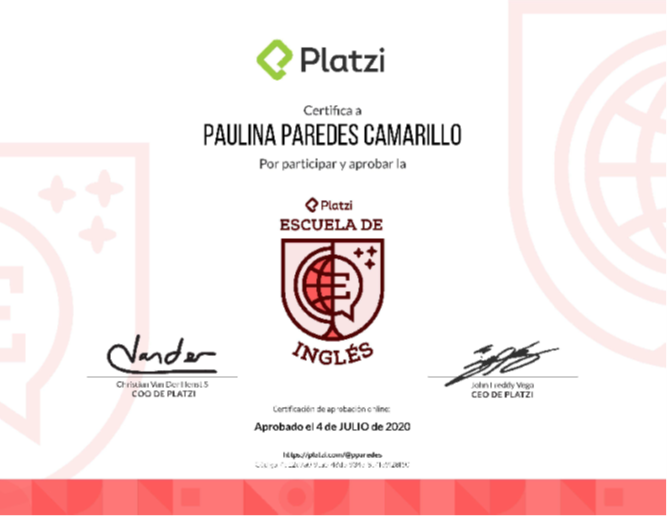 Platzi
Certifica a
PAULINA PAREDES CAMARILLO
Por participar y aprobar la
Platzi
ESCUELA DE
E
INGLÉS
Christian Van Der Henst S
COO DE PLATZI
John Freddy Vega
CEO DE PLATZI
Certificación de aprobación online:
Aprobado el 4 de JULIO de 2020
https://platzi.com/@pparedes